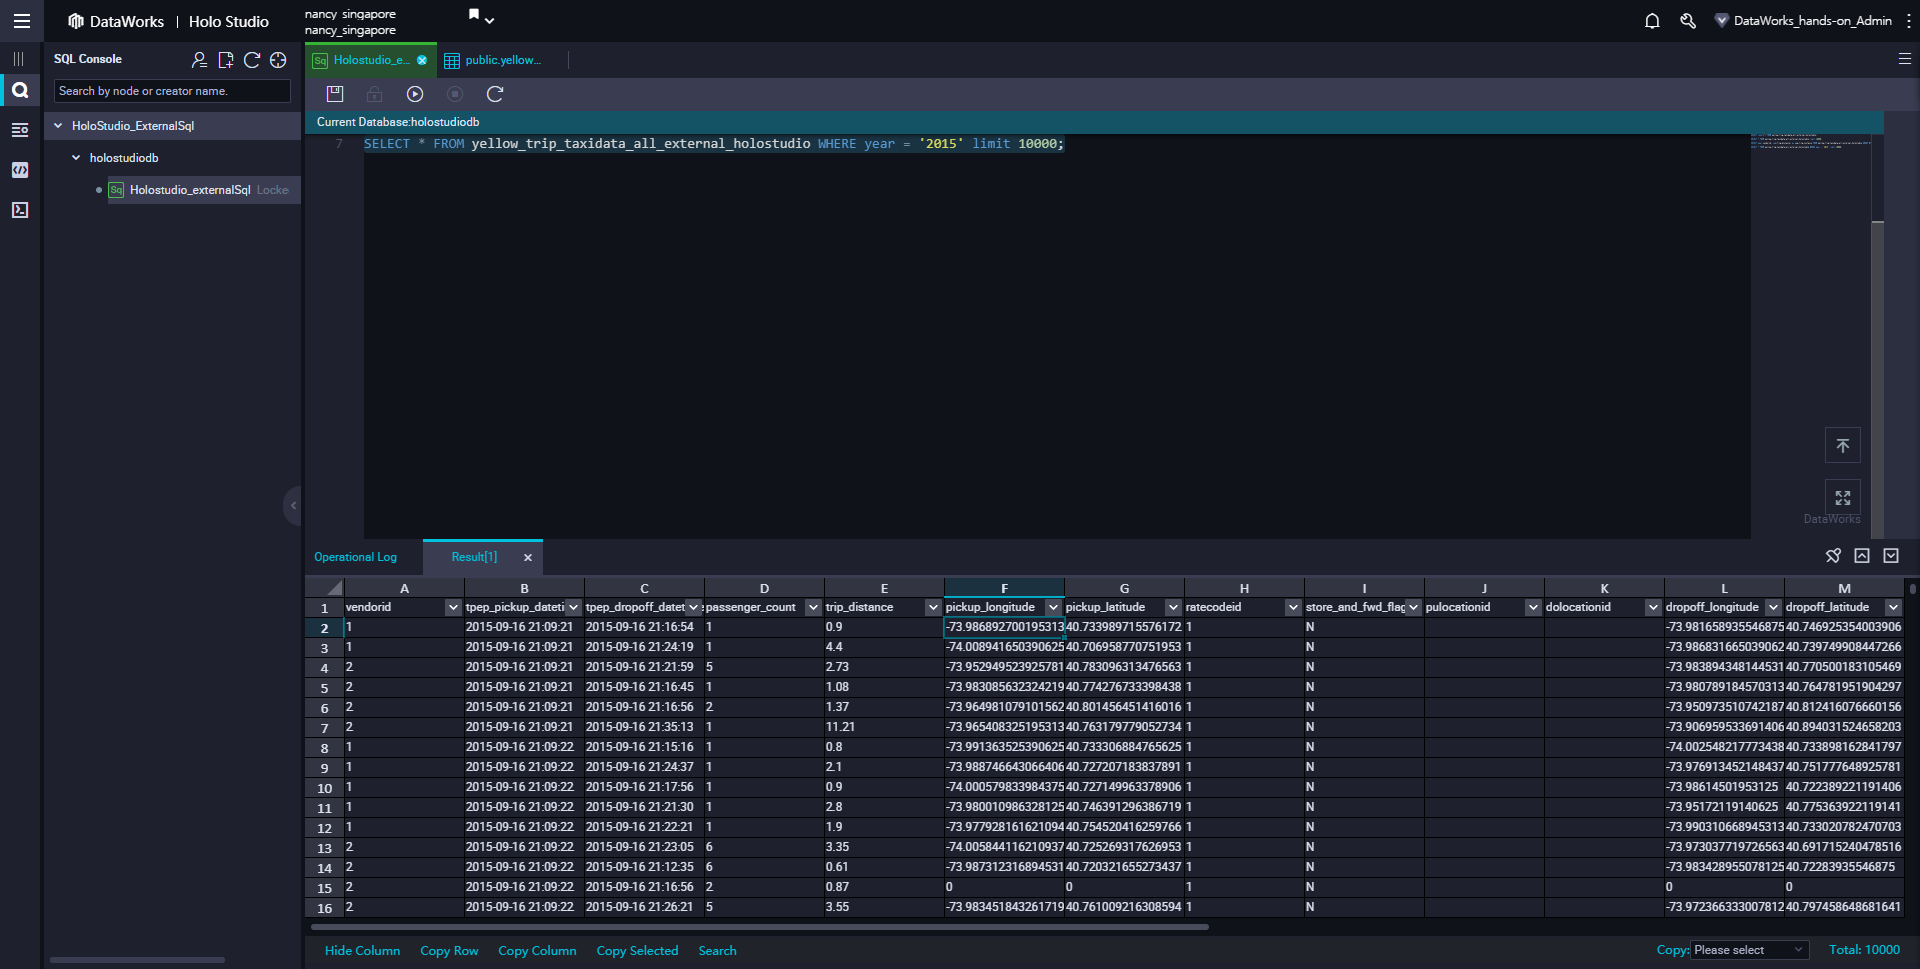 DataWorks | Holo Studio
nancy singapore
nancy_singapore
DataWorks_hands-on_Admin
SQL Console
Search by node or creator name.
HoloStudio_ExternalSql
holostudiodb
Sq Holostudio_externalSql Locke
Sq Holostudio_e...
public.yellow...
Current Database:holostudiodb
7 SELECT * FROM yellow_trip_taxidata_all_external_holostudio WHERE year = '2015' limit 10000;
DataWorks
Operational Log
Result[1]
A B C D E F G H I J K L M
1 vendorid tpep_pickup_dateti tpep_dropoff_datet passenger_count trip_distance pickup_longitude pickup_latitude ratecodeid store_and_fwd_flag pulocationid dolocationid dropoff_longitude dropoff_latitude
2 1 2015-09-16 21:09:21 2015-09-16 21:16:54 1 0.9 -73.986892700195313 40.733989715576172 1 N -73.981658935546875 40.746925354003906
3 1 2015-09-16 21:09:21 2015-09-16 21:24:19 1 4.4 -74.008941650390625 40.706958770751953 1 N -73.986831665039062 40.739749908447266
4 2 2015-09-16 21:09:21 2015-09-16 21:21:59 5 2.73 -73.952949523925781 40.783096313476563 1 N -73.983894348144531 40.770500183105469
5 2 2015-09-16 21:09:21 2015-09-16 21:16:45 1 1.08 -73.983085632324219 40.774276733398438 1 N -73.980789184570313 40.764781951904297
6 2 2015-09-16 21:09:21 2015-09-16 21:16:56 2 1.37 -73.964981079101562 40.801456451416016 1 N -73.950973510742187 40.812416076660156
7 2 2015-09-16 21:09:21 2015-09-16 21:35:13 1 11.21 -73.965408325195313 40.763179779052734 1 N -73.906959533691406 40.894031524658203
8 1 2015-09-16 21:09:22 2015-09-16 21:15:16 1 0.8 -73.991363525390625 40.733306884765625 1 N -74.002548217773438 40.733898162841797
9 1 2015-09-16 21:09:22 2015-09-16 21:24:37 1 2.1 -73.988746643066406 40.727207183837891 1 N -73.976913452148437 40.751777648925781
10 1 2015-09-16 21:09:22 2015-09-16 21:17:56 1 0.9 -74.000579833984375 40.727149963378906 1 N -73.98614501953125 40.722389221191406
11 1 2015-09-16 21:09:22 2015-09-16 21:21:30 1 2.8 -73.980010986328125 40.746391296386719 1 N -73.95172119140625 40.775363922119141
12 1 2015-09-16 21:09:22 2015-09-16 21:22:21 1 1.9 -73.977928161621094 40.754520416259766 1 N -73.990310668945313 40.733020782470703
13 2 2015-09-16 21:09:22 2015-09-16 21:23:05 6 3.35 -74.005844116210937 40.725269317626953 1 N -73.973037719726563 40.691715240478516
14 2 2015-09-16 21:09:22 2015-09-16 21:12:35 6 0.61 -73.987312316894531 40.720321655273437 1 N -73.983428955078125 40.72283935546875
15 2 2015-09-16 21:09:22 2015-09-16 21:16:56 2 0.87 0 0 1 N 0 0
16 2 2015-09-16 21:09:22 2015-09-16 21:26:21 5 3.55 -73.983451843261719 40.761009216308594 1 N -73.972366333007812 40.797458648681641
Hide Column Copy Row Copy Column Copy Selected Search
Copy: Please select Total: 10000